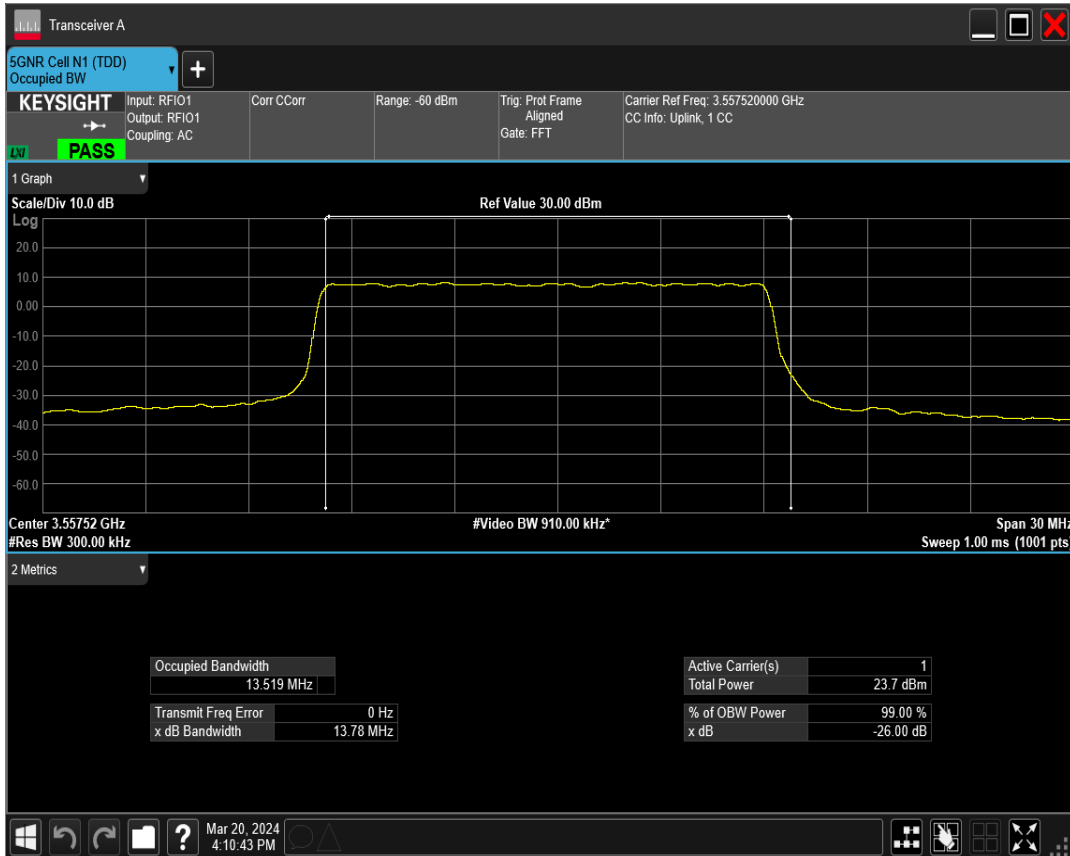 Transceiver A
5GNR Cell N1 (TDD)
Occupied BW
+
KEYSIGHT
LXI
PASS
Input: RFIO1
Output: RFIO1
Coupling: AC
Corr CCorr
Range: -60 dBm
Trig: Prot Frame
Aligned
Gate: FFT
Carrier Ref Freq: 3.557520000 GHz
CC Info: Uplink, 1 CC
1 Graph
Scale/Div 10.0 dB
Ref Value 30.00 dBm
Log
20.0
10.0
0.00
-10.0
-20.0
-30.0
-40.0
-50.0
-60.0
Center 3.55752 GHz
#Video BW 910.00 kHz*
Span 30 MHz
#Res BW 300.00 kHz
Sweep 1.00 ms (1001 pts)
2 Metrics
Occupied Bandwidth
13.519 MHz
Transmit Freq Error 0 Hz
x dB Bandwidth 13.78 MHz
Active Carrier(s) 1
Total Power 23.7 dBm
% of OBW Power 99.00 %
x dB -26.00 dB
?
Mar 20, 2024
4:10:43 PM